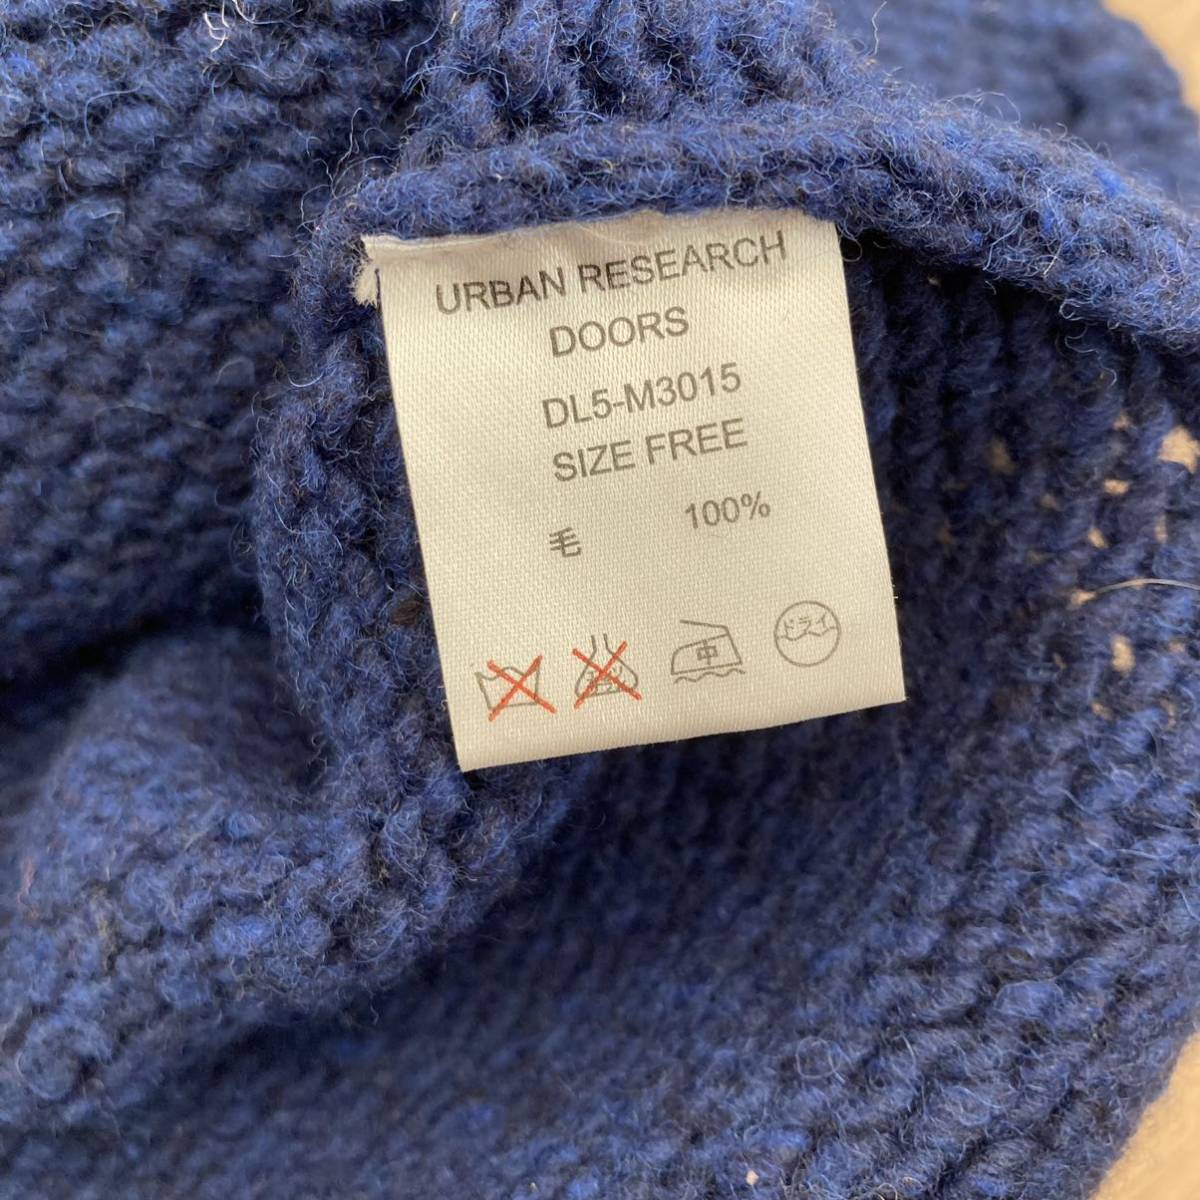 URBAN RESEARCH
DOORS
DL5-M3015
SIZE FREE
毛 100%
中 ドライ